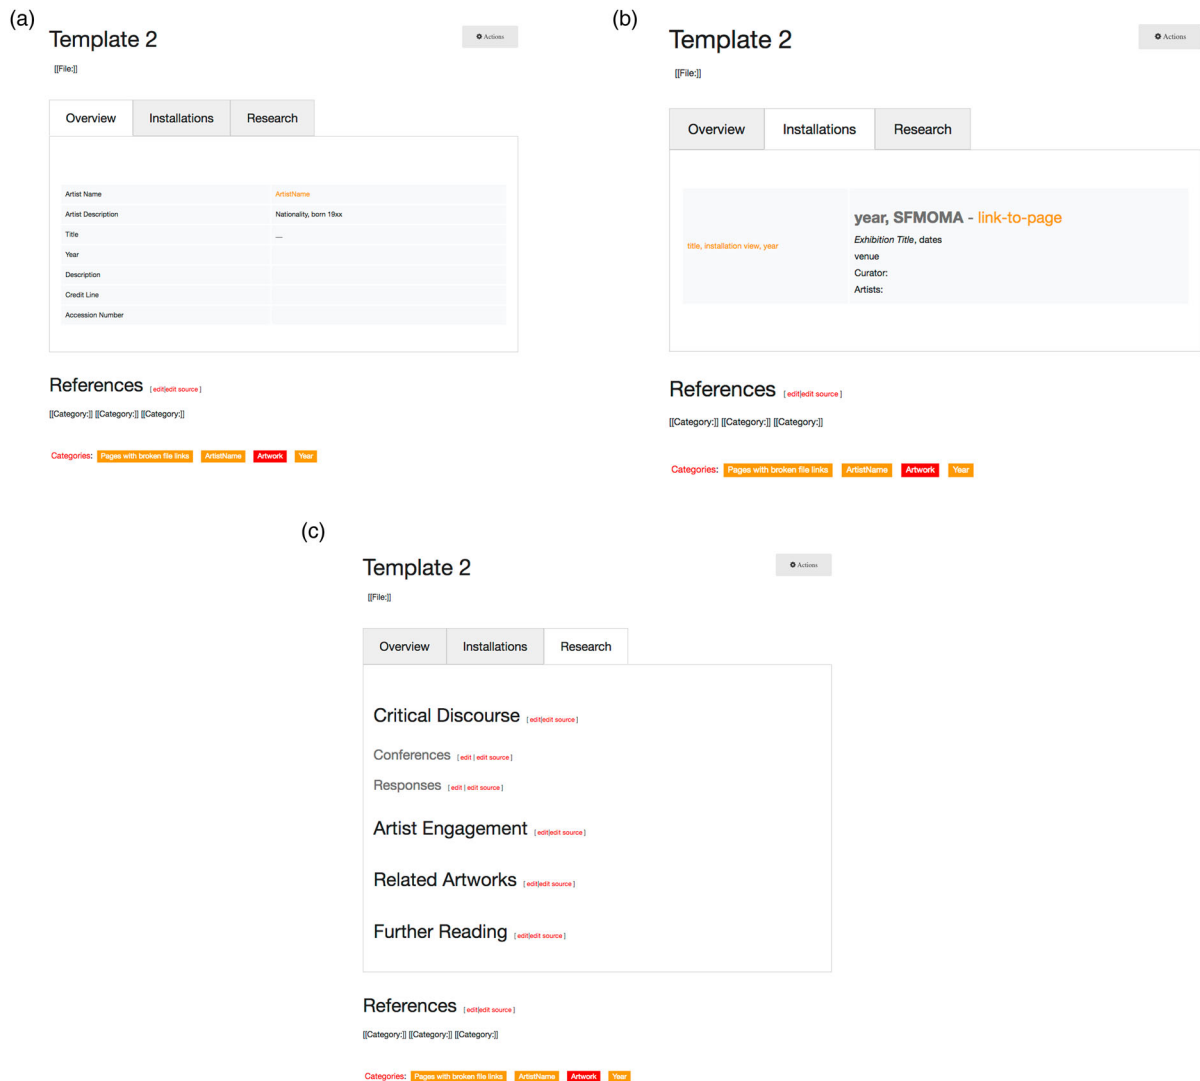 (a)
Template 2
Actions
[[File:]]
Overview Installations Research
Artist Name ArtistName
Artist Description Nationality, born 19xx
Title __
Year
Description
Credit Line
Accession Number
References [ edit|edit source ]
[[Category:]] [[Category:]] [[Category:]]
Categories: Pages with broken file links ArtistName Artwork Year
(b)
Template 2
Actions
[[File:]]
Overview Installations Research
title, installation view, year
year, SFMOMA - link-to-page
Exhibition Title, dates
venue
Curator:
Artists:
References [ edit|edit source ]
[[Category:]] [[Category:]] [[Category:]]
Categories: Pages with broken file links ArtistName Artwork Year
(c)
Template 2
Actions
[[File:]]
Overview Installations Research
Critical Discourse [ edit|edit source ]
Conferences [ edit | edit source ]
Responses [ edit | edit source ]
Artist Engagement [ edit|edit source ]
Related Artworks [ edit|edit source ]
Further Reading [ edit|edit source ]
References [ edit|edit source ]
[[Category:]] [[Category:]] [[Category:]]
Categories: Pages with broken file links ArtistName Artwork Year